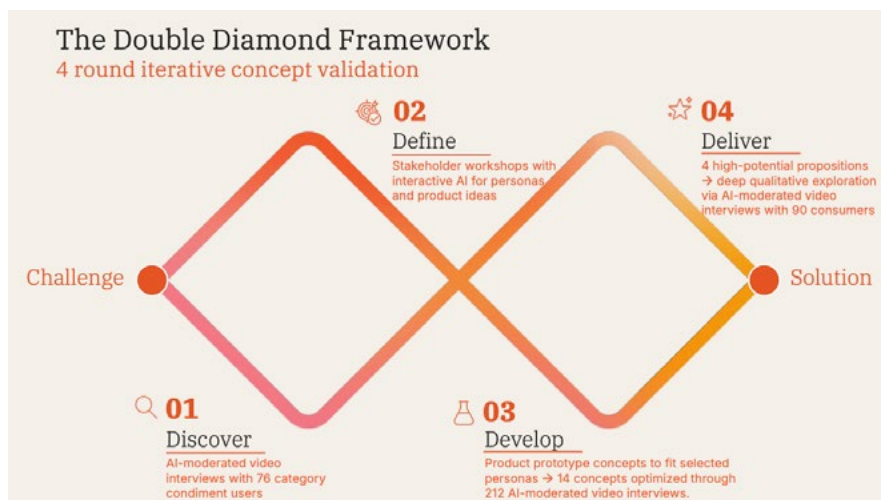 The Double Diamond Framework
4 round iterative concept validation
02
Define
Stakeholder workshops with
interactive AI for personas
and product ideas
04
Deliver
4 high-potential propositions
→ deep qualitative exploration
via AI-moderated video
interviews with 90 consumers
Challenge
Solution
01
Discover
AI-moderated video
interviews with 76 category
condiment users
03
Develop
Product prototype concepts to fit selected
personas → 14 concepts optimized through
212 AI-moderated video interviews.